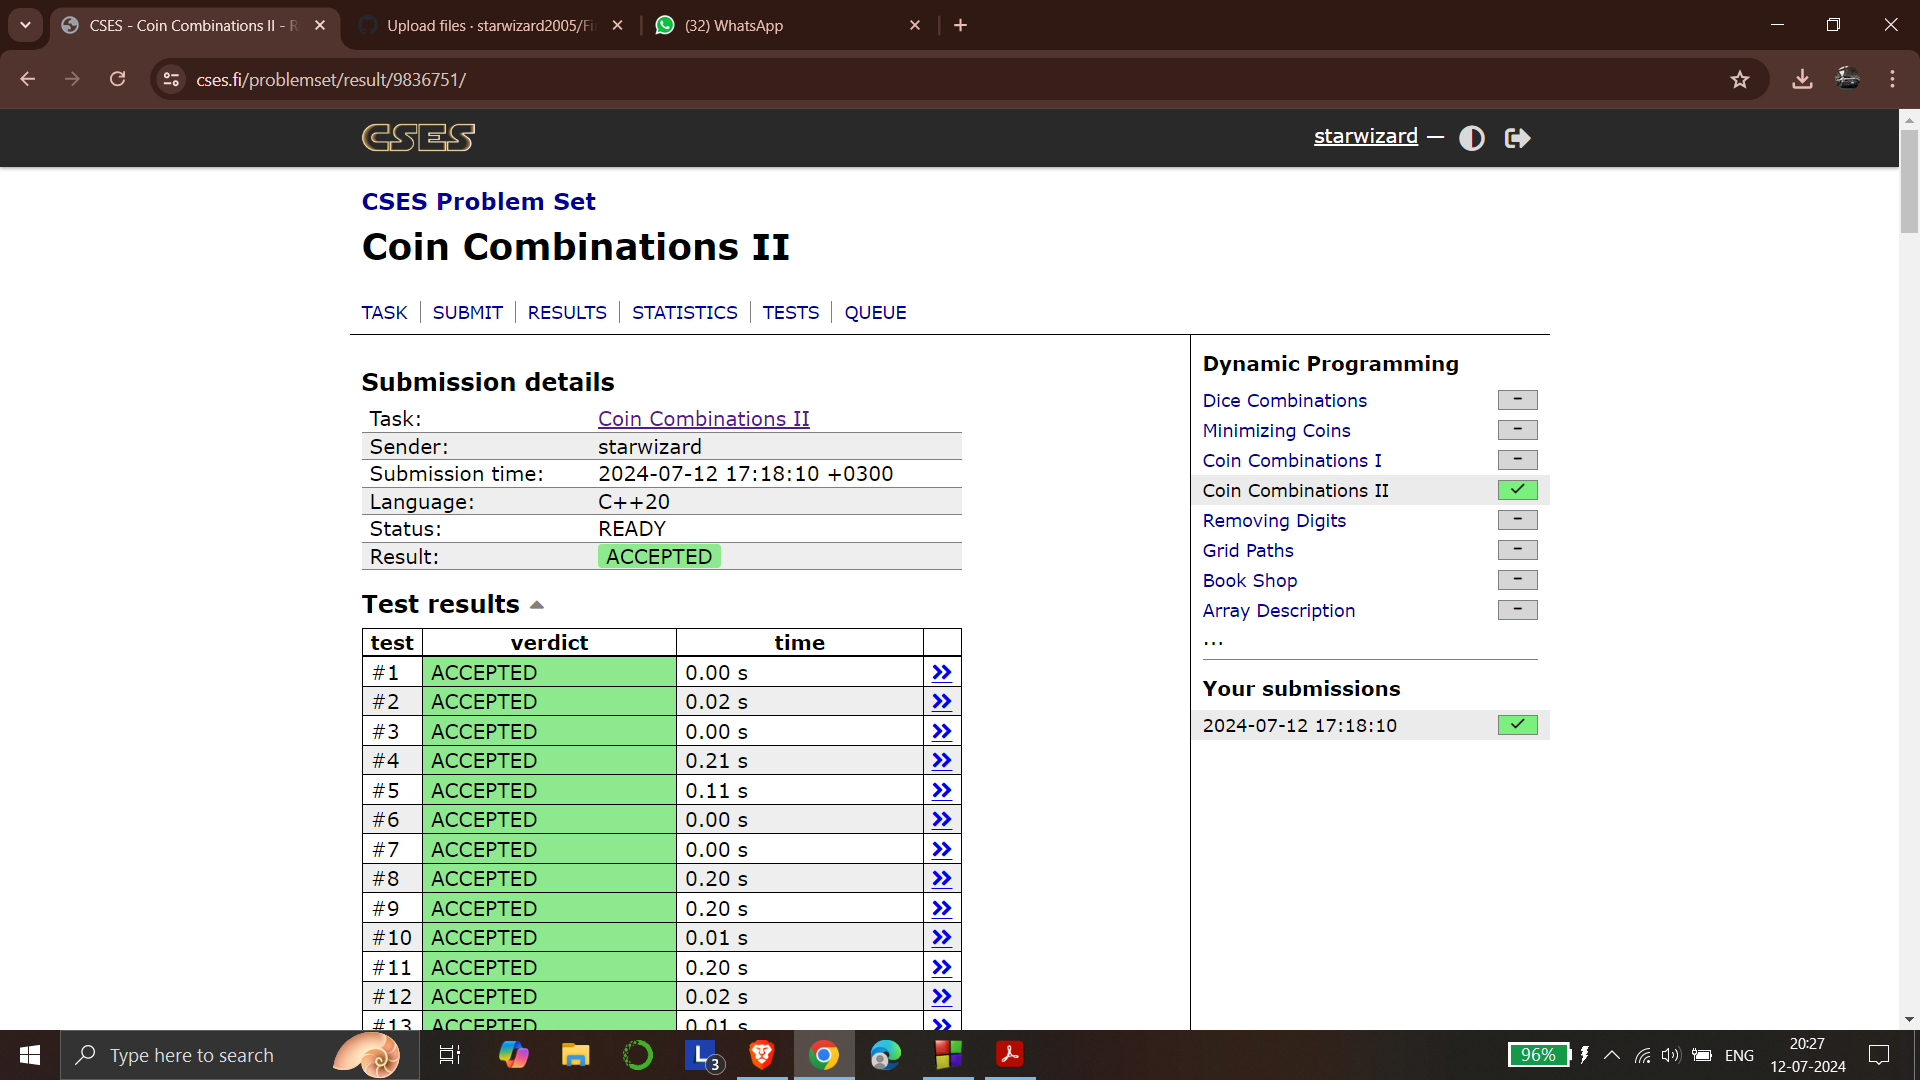 CSES - Coin Combinations II - R
Upload files · starwizard2005/Fi
(32) WhatsApp
cses.fi/problemset/result/9836751/
CSES
starwizard —
CSES Problem Set
Coin Combinations II
TASK
SUBMIT
RESULTS
STATISTICS
TESTS
QUEUE
Submission details
Task: Coin Combinations II
Sender: starwizard
Submission time: 2024-07-12 17:18:10 +0300
Language: C++20
Status: READY
Result: ACCEPTED
Test results
test verdict time
#1 ACCEPTED 0.00 s
#2 ACCEPTED 0.02 s
#3 ACCEPTED 0.00 s
#4 ACCEPTED 0.21 s
#5 ACCEPTED 0.11 s
#6 ACCEPTED 0.00 s
#7 ACCEPTED 0.00 s
#8 ACCEPTED 0.20 s
#9 ACCEPTED 0.20 s
#10 ACCEPTED 0.01 s
#11 ACCEPTED 0.20 s
#12 ACCEPTED 0.02 s
#13 ACCEPTED 0.01 s
Dynamic Programming
Dice Combinations -
Minimizing Coins -
Coin Combinations I -
Coin Combinations II
Removing Digits -
Grid Paths -
Book Shop -
Array Description -
...
Your submissions
2024-07-12 17:18:10
Type here to search
L 3
96%
ENG
20:27
12-07-2024